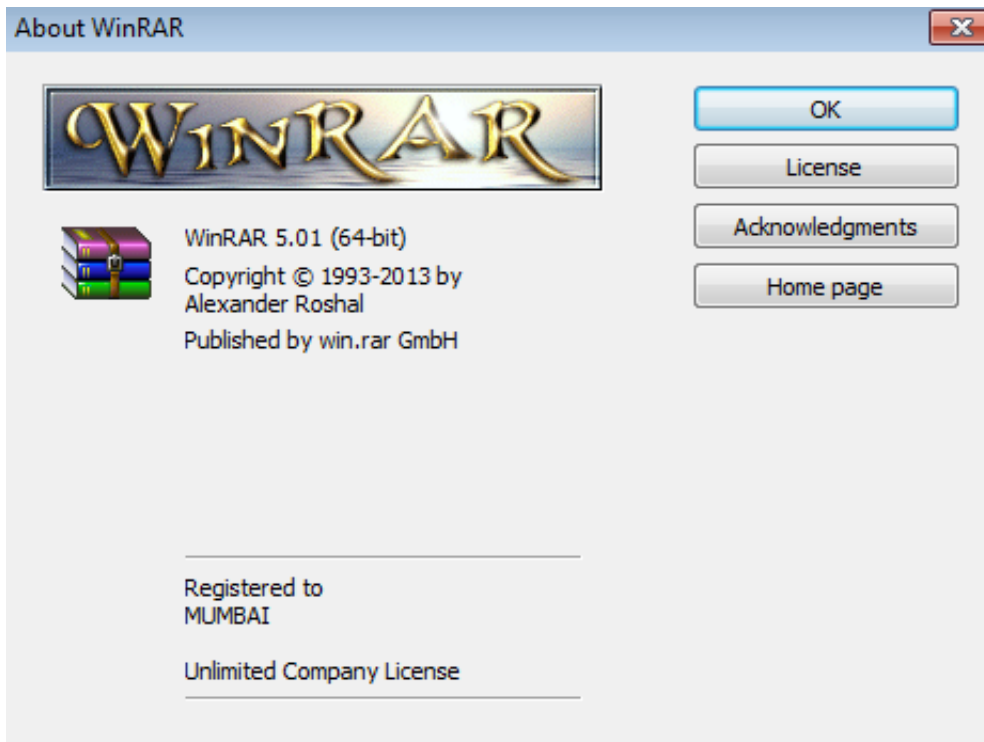 About WinRAR
WINRAR
OK
License
Acknowledgments
Home page
WinRAR 5.01 (64-bit)
Copyright © 1993-2013 by
Alexander Roshal
Published by win.rar GmbH
Registered to
MUMBAI
Unlimited Company License